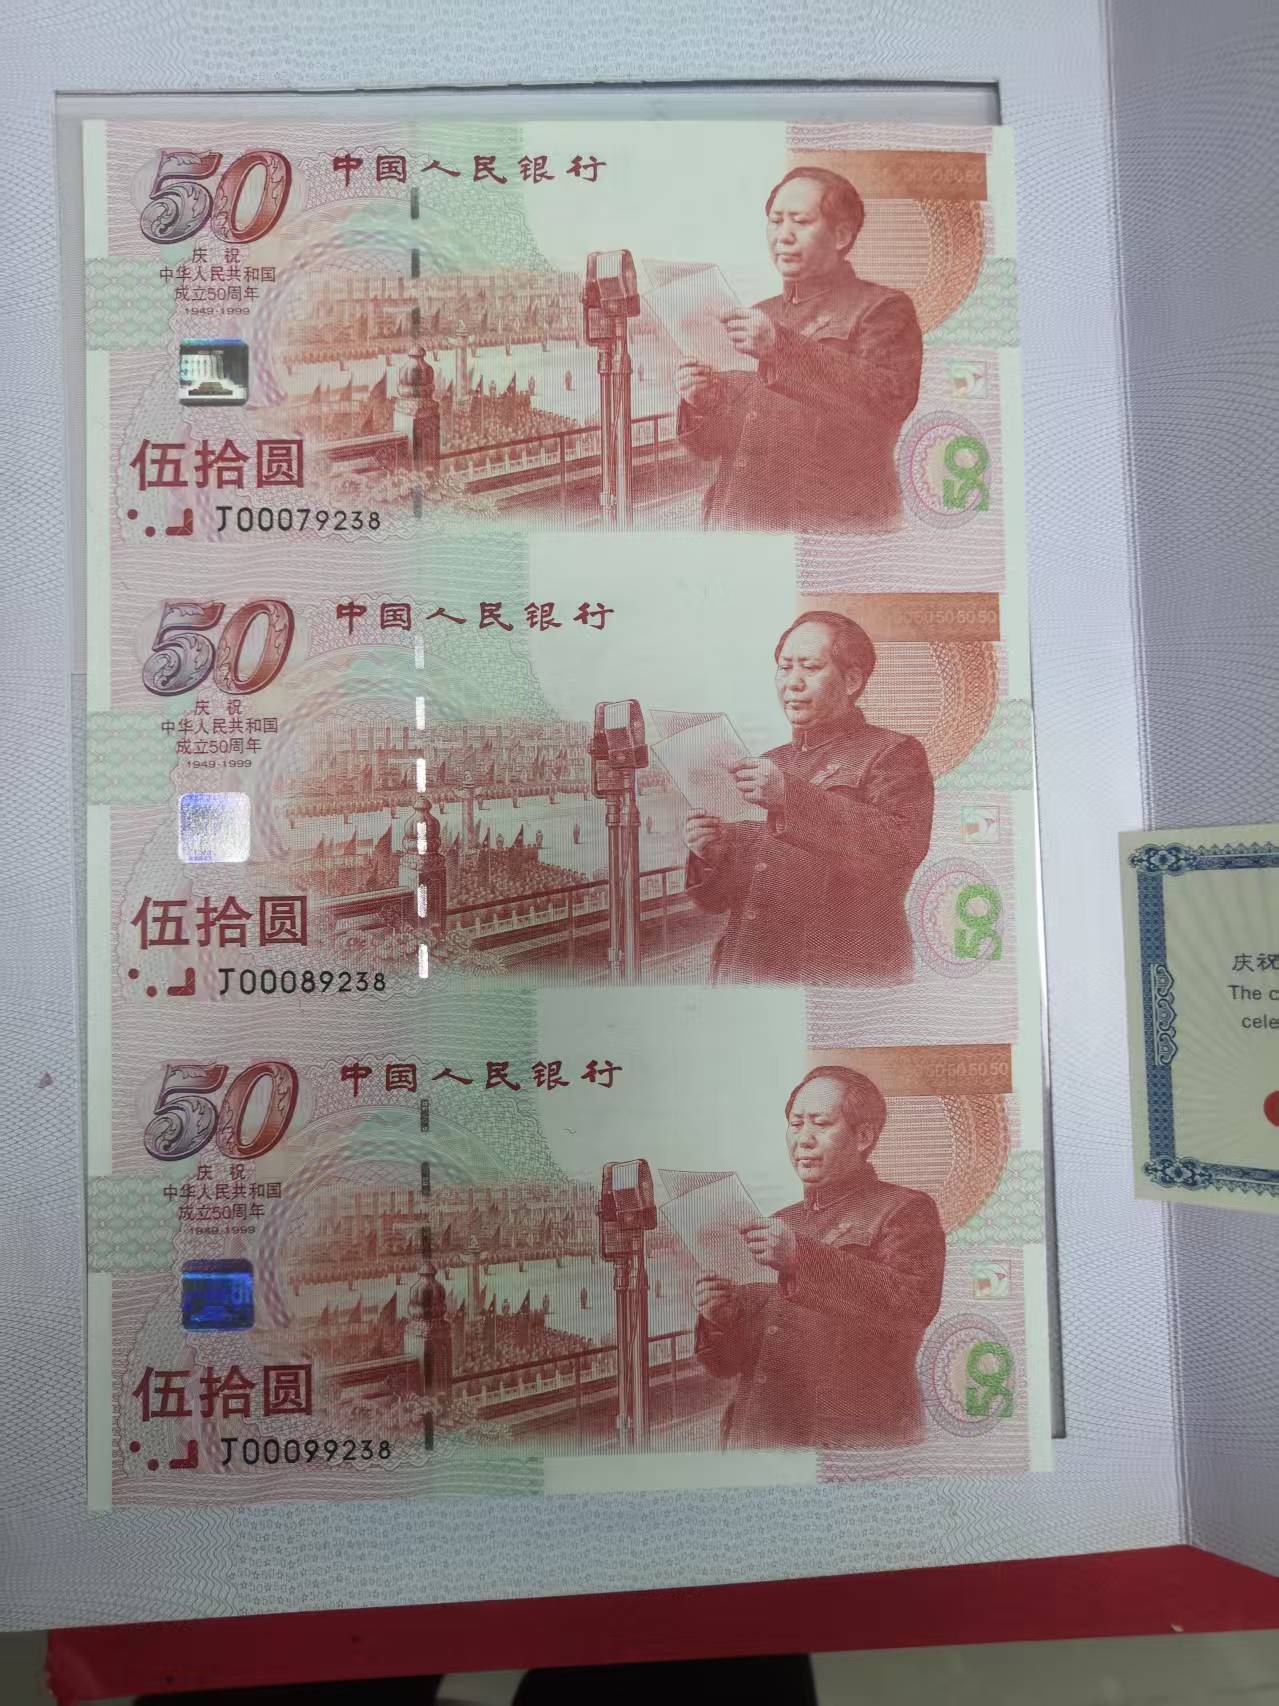 50
中国人民银行
庆 祝
中华人民共和国
成立50周年
1949-1999
伍拾圆
J00079238
50
50
中国人民银行
5050505050
庆 祝
中华人民共和国
成立50周年
1949-1999
伍拾圆
J00089238
50
50
中国人民银行
50505050
庆 祝
中华人民共和国
成立50周年
1949-1999
伍拾圆
J00099238
50
庆祝
The c
cele